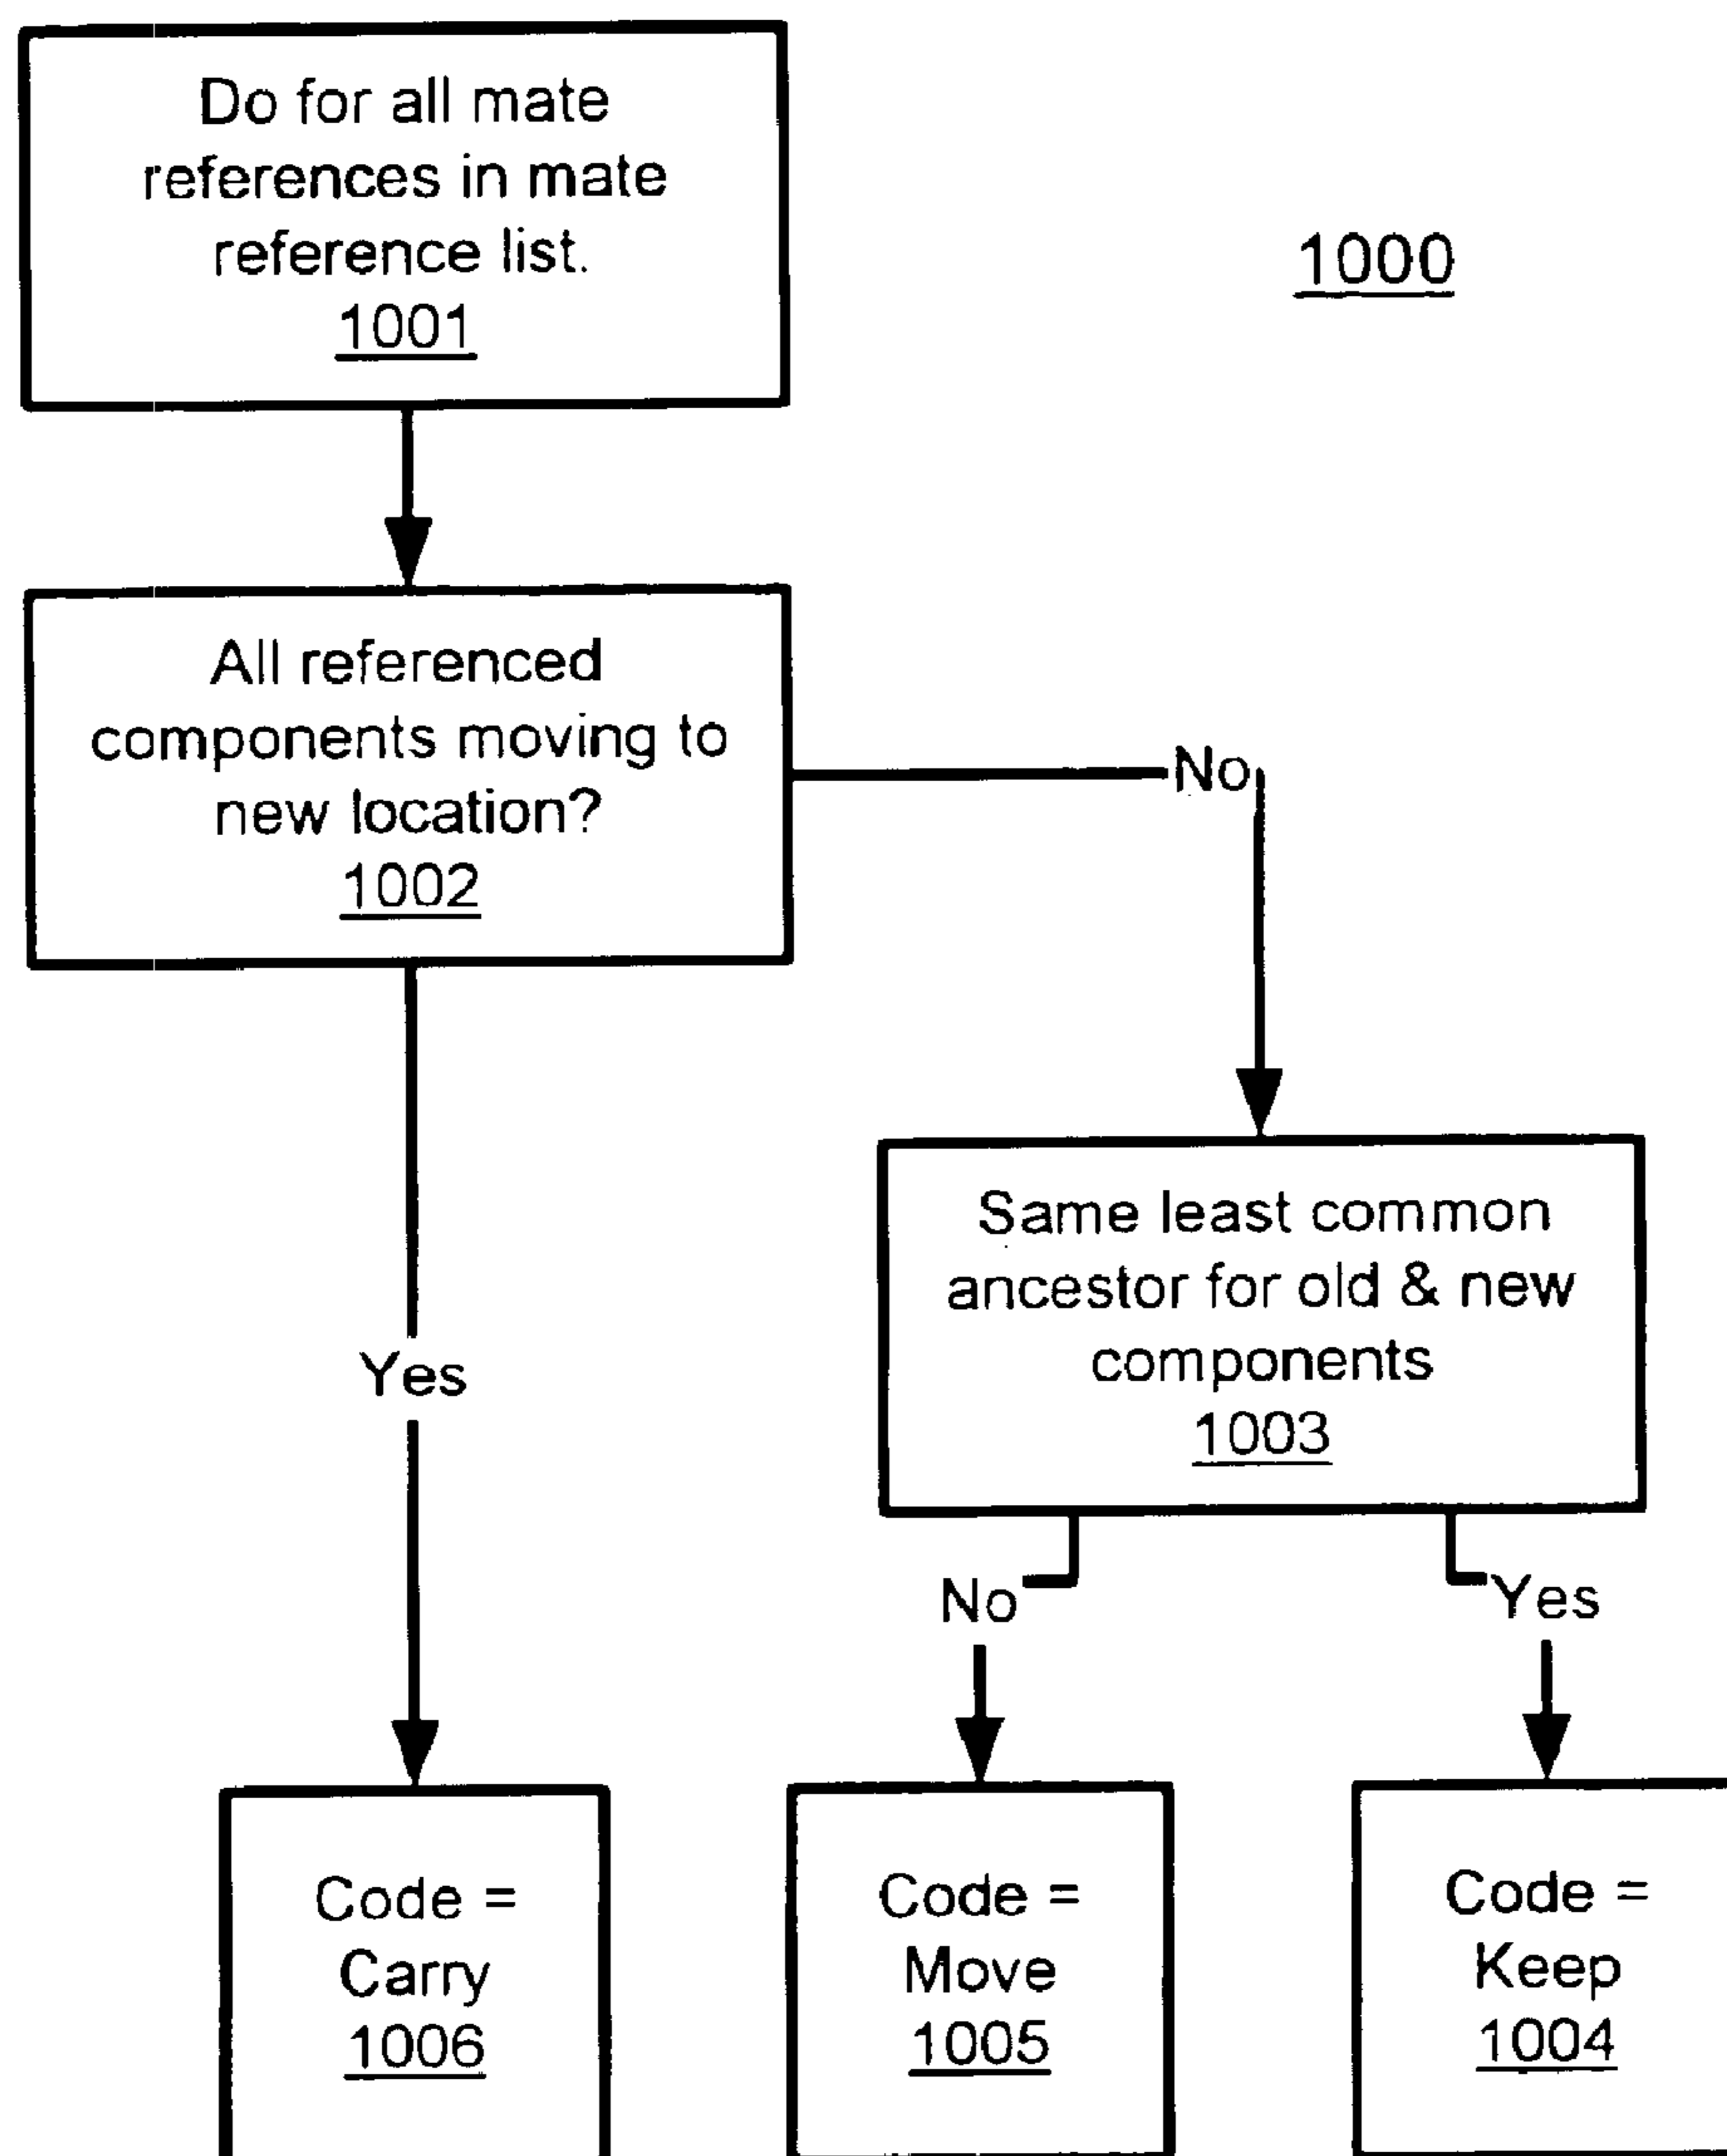 Do for all mate
references in mate
reference list.
1001
1000
All referenced
components moving to
new location?
1002
No
Same least common
ancestor for old & new
components
1003
Yes
No
Yes
Code =
Carry
1006
Code =
Move
1005
Code =
Keep
1004